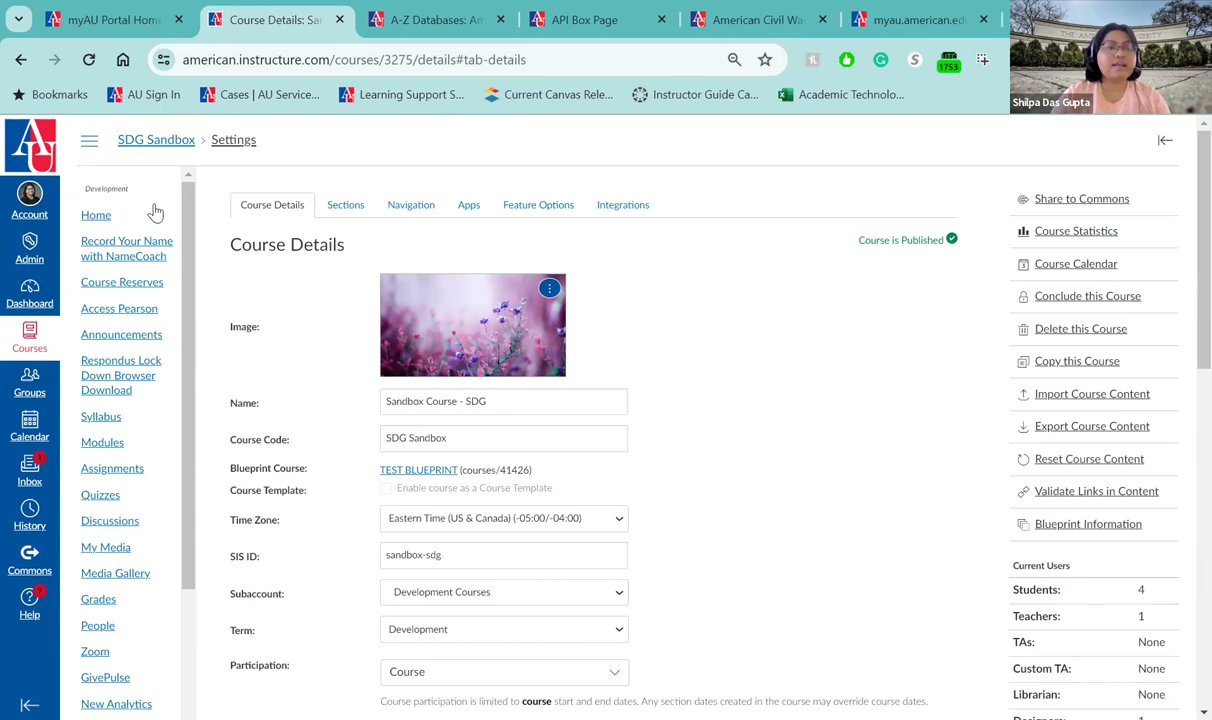 myAU Portal Hom
Course Details: Sa
A-Z Databases: An
API Box Page
American Civil Wa
myau.american.ed
american.instructure.com/courses/3275/details#tab-details
1753
Bookmarks
AU Sign In
Cases | AU Service...
Learning Support S...
Current Canvas Rele...
Instructor Guide Ca...
Academic Technolo...
Shilpa Das Gupta
AU
SDG Sandbox > Settings
Account
Admin
Dashboard
Courses
Groups
Calendar
Inbox
History
Commons
Help
Development
Home
Record Your Name
with NameCoach
Course Reserves
Access Pearson
Announcements
Respondus Lock
Down Browser
Download
Syllabus
Modules
Assignments
Quizzes
Discussions
My Media
Media Gallery
Grades
People
Zoom
GivePulse
New Analytics
Course Details
Sections
Navigation
Apps
Feature Options
Integrations
Course Details
Course is Published
Image:
Name: Sandbox Course - SDG
Course Code: SDG Sandbox
Blueprint Course: TEST BLUEPRINT (courses/41426)
Course Template: Enable course as a Course Template
Time Zone: Eastern Time (US & Canada) (-05:00/-04:00)
SIS ID: sandbox-sdg
Subaccount: Development Courses
Term: Development
Participation: Course
Course participation is limited to course start and end dates. Any section dates created in the course may override course dates.
Share to Commons
Course Statistics
Course Calendar
Conclude this Course
Delete this Course
Copy this Course
Import Course Content
Export Course Content
Reset Course Content
Validate Links in Content
Blueprint Information
Current Users
Students: 4
Teachers: 1
TAs: None
Custom TA: None
Librarian: None